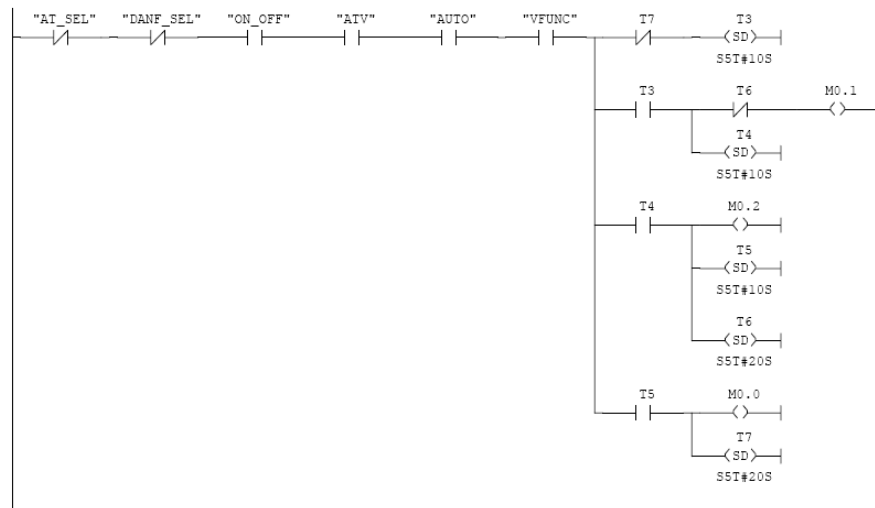 "AT_SEL" "DANF_SEL" "ON_OFF" "ATV" "AUTO" "VFUNC" T7 T3
(SD)
S5T#10S
T3 T6 M0.1
T4
(SD)
S5T#10S
T4 M0.2
T5
(SD)
S5T#10S
T6
(SD)
S5T#20S
T5 M0.0
T7
(SD)
S5T#20S